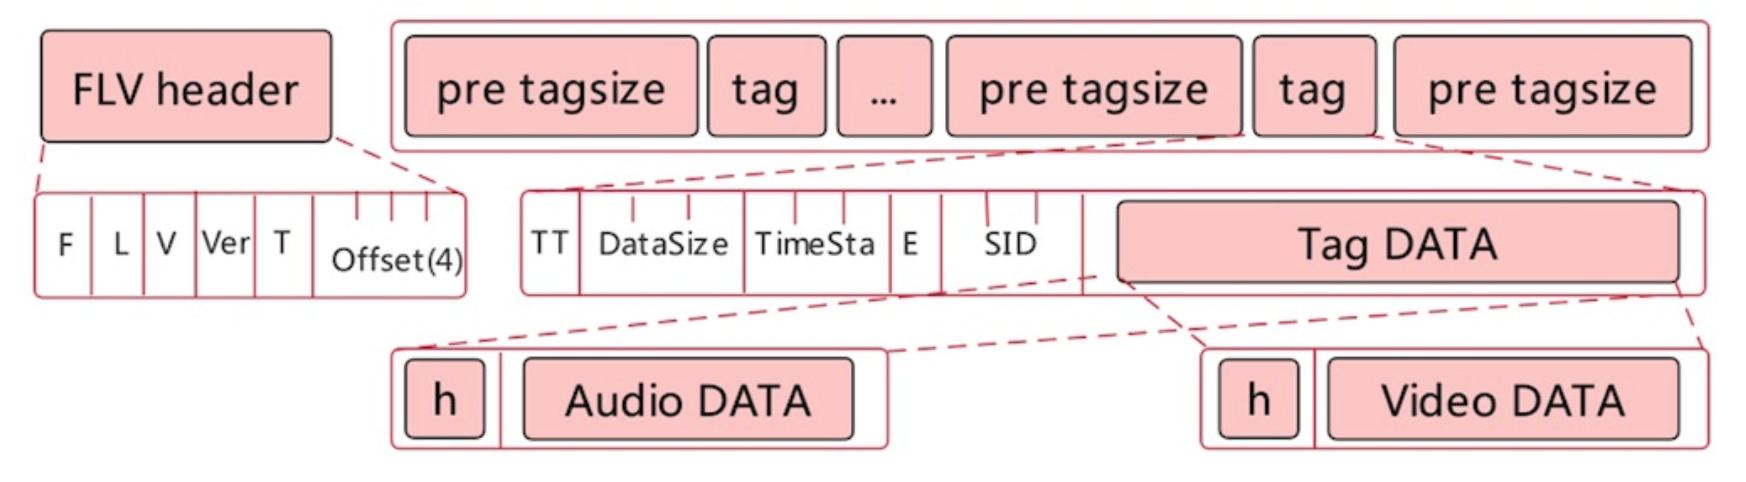 FLV header pre tagsize tag ... pre tagsize tag pre tagsize
F L V Ver T Offset(4) TT DataSize TimeSta E SID Tag DATA
h Audio DATA h Video DATA